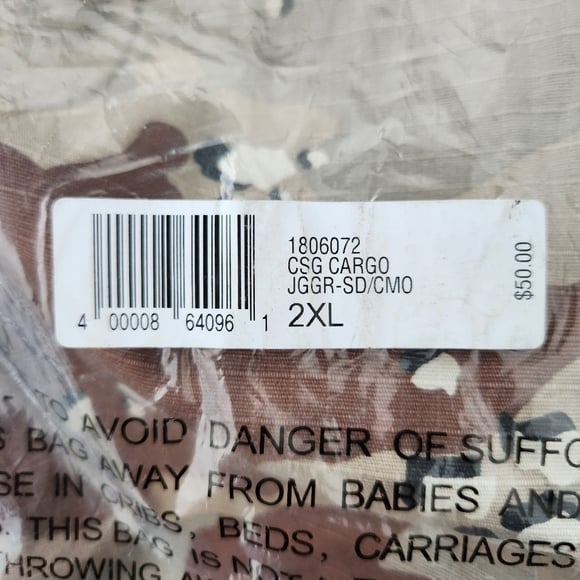 1806072
CSG CARGO
JGGR-SD/CMO
2XL
$50.00
4 00008 64096 1
TO AVOID DANGER OF SUFFO
BAG AWAY FROM BABIES AND
SE IN CRIBS, BEDS, CARRIAGES
THIS BAG IS NOT
THROWING